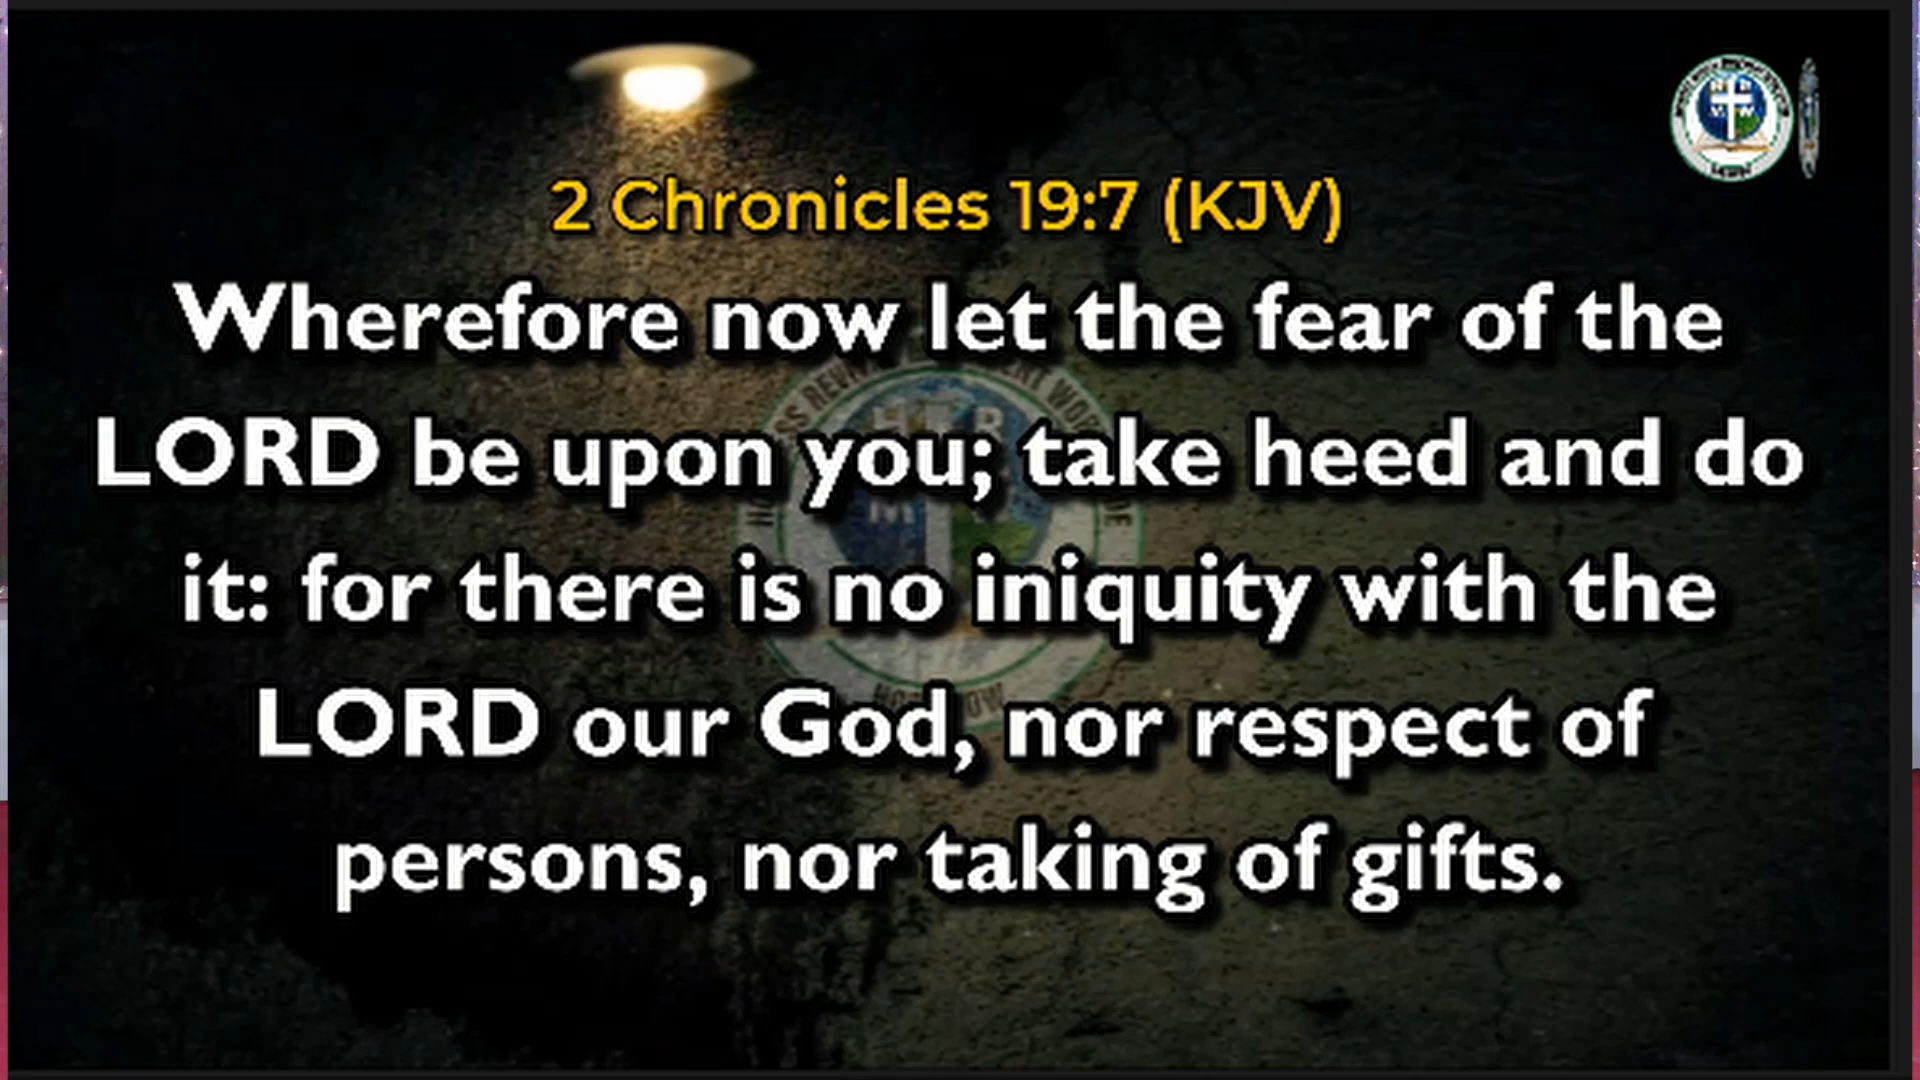 2 Chronicles 19:7 (KJV)
Wherefore now let the fear of the
LORD be upon you; take heed and do
it: for there is no iniquity with the
LORD our God, nor respect of
persons, nor taking of gifts.